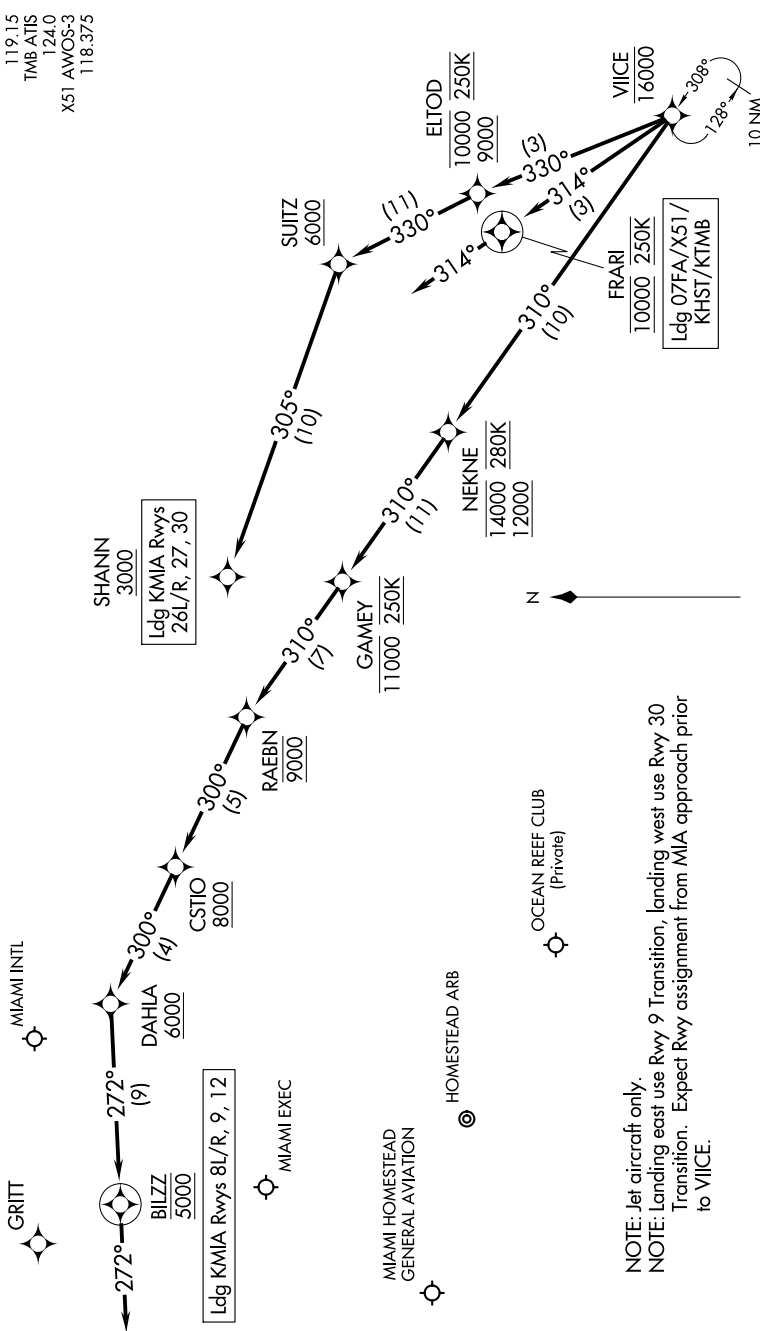 119.15
TMB ATIS
124.0
X51 AWOS-3
118.375
VIICE
16000
308°
128°
10 NM
ELTOD
10000 250K
9000
(3)
330°
314°
(3)
FRARI
10000 250K
Ldg 07FA/X51/
KHST/KTMB
314°
(11)
330°
SUITZ
6000
305°
(10)
SHANN
3000
Ldg KMIA Rwys
26L/R, 27, 30
310°
(10)
NEKNE
14000 280K
12000
310°
(11)
GAMEY
11000 250K
310°
(7)
RAEBN
9000
300°
(5)
CSTIO
8000
300°
(4)
DAHLA
6000
272°
(9)
BILZZ
5000
272°
Ldg KMIA Rwys 8L/R, 9, 12
GRITT
MIAMI INTL
MIAMI EXEC
HOMESTEAD ARB
MIAMI HOMESTEAD
GENERAL AVIATION
OCEAN REEF CLUB
(Private)
N
NOTE: Jet aircraft only.
NOTE: Landing east use Rwy 9 Transition, landing west use Rwy 30
Transition. Expect Rwy assignment from MIA approach prior
to VIICE.